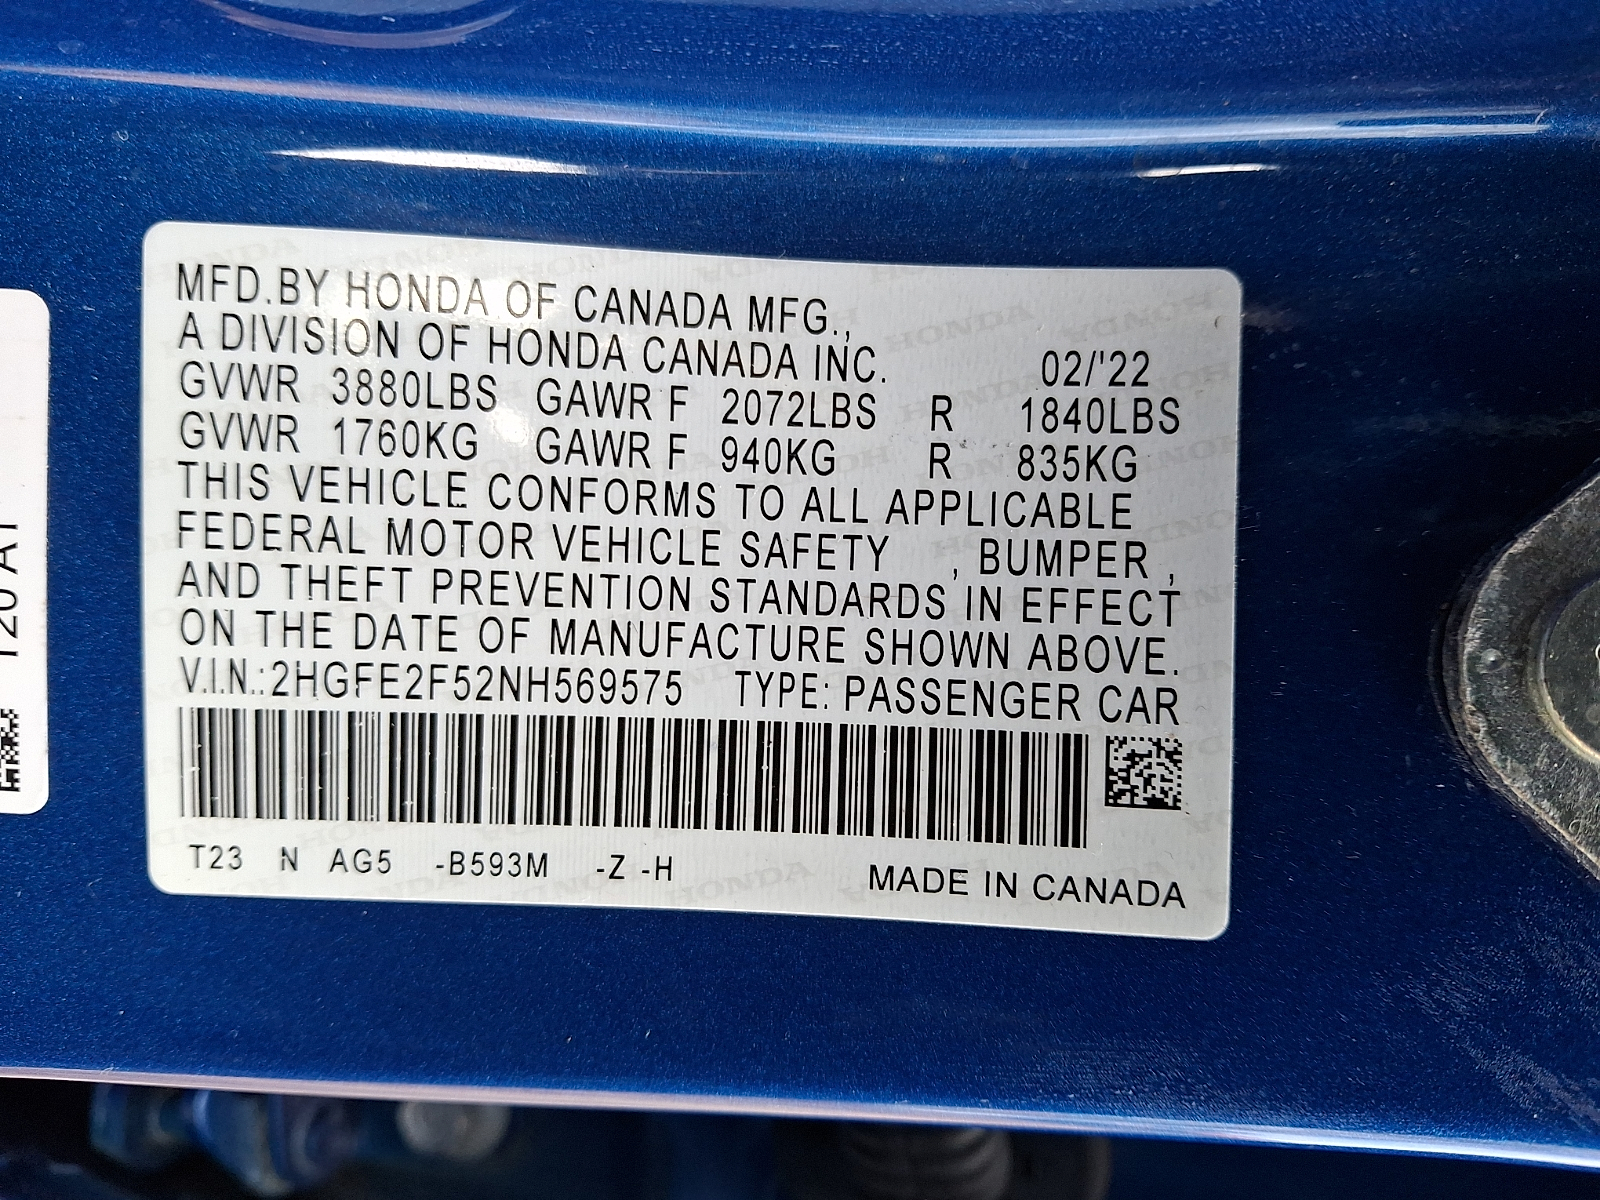 MFD.BY HONDA OF CANADA MFG.,
A DIVISION OF HONDA CANADA INC. 02/'22
GVWR 3880LBS GAWR F 2072LBS R 1840LBS
GVWR 1760KG GAWR F 940KG R 835KG
THIS VEHICLE CONFORMS TO ALL APPLICABLE
FEDERAL MOTOR VEHICLE SAFETY , BUMPER ,
AND THEFT PREVENTION STANDARDS IN EFFECT
ON THE DATE OF MANUFACTURE SHOWN ABOVE.
V.I.N.:2HGFE2F52NH569575 TYPE: PASSENGER CAR
T23 N AG5 -B593M -Z -H MADE IN CANADA